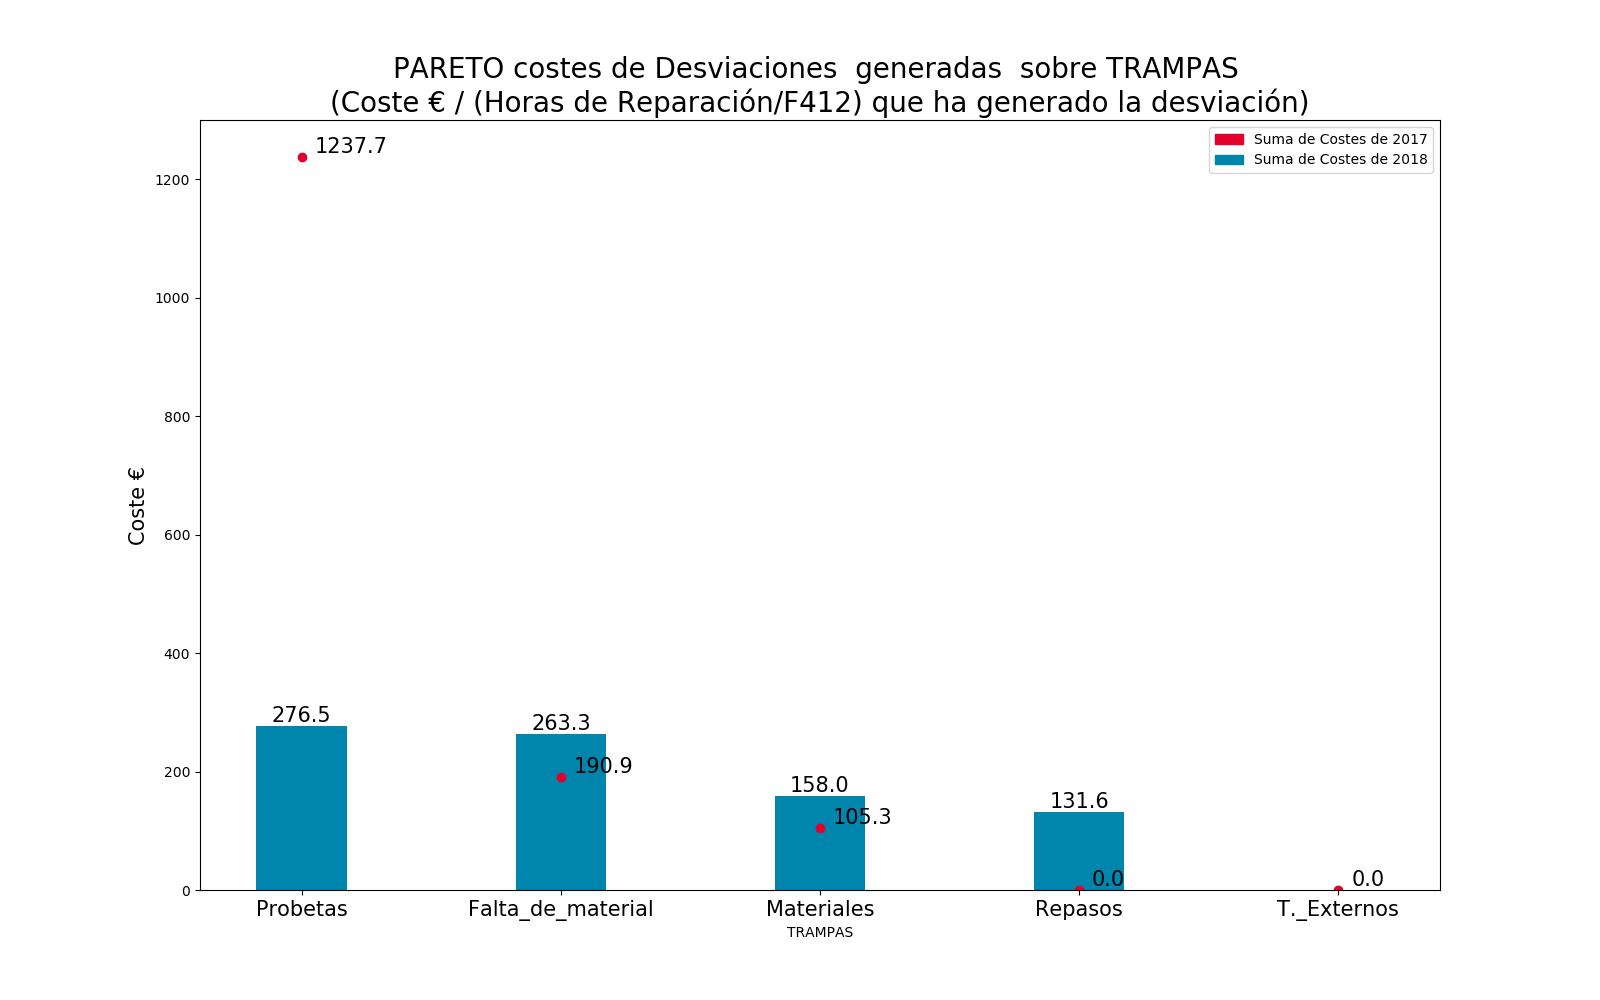 PARETO costes de Desviaciones  generadas  sobre TRAMPAS
(Coste € / (Horas de Reparación/F412) que ha generado la desviación)
Suma de Costes de 2017
Suma de Costes de 2018
1237.7
1200
1000
800
600
400
200
0
Coste €
276.5
263.3
190.9
158.0
105.3
131.6
0.0
0.0
Probetas
Falta_de_material
Materiales
Repasos
T._Externos
TRAMPAS